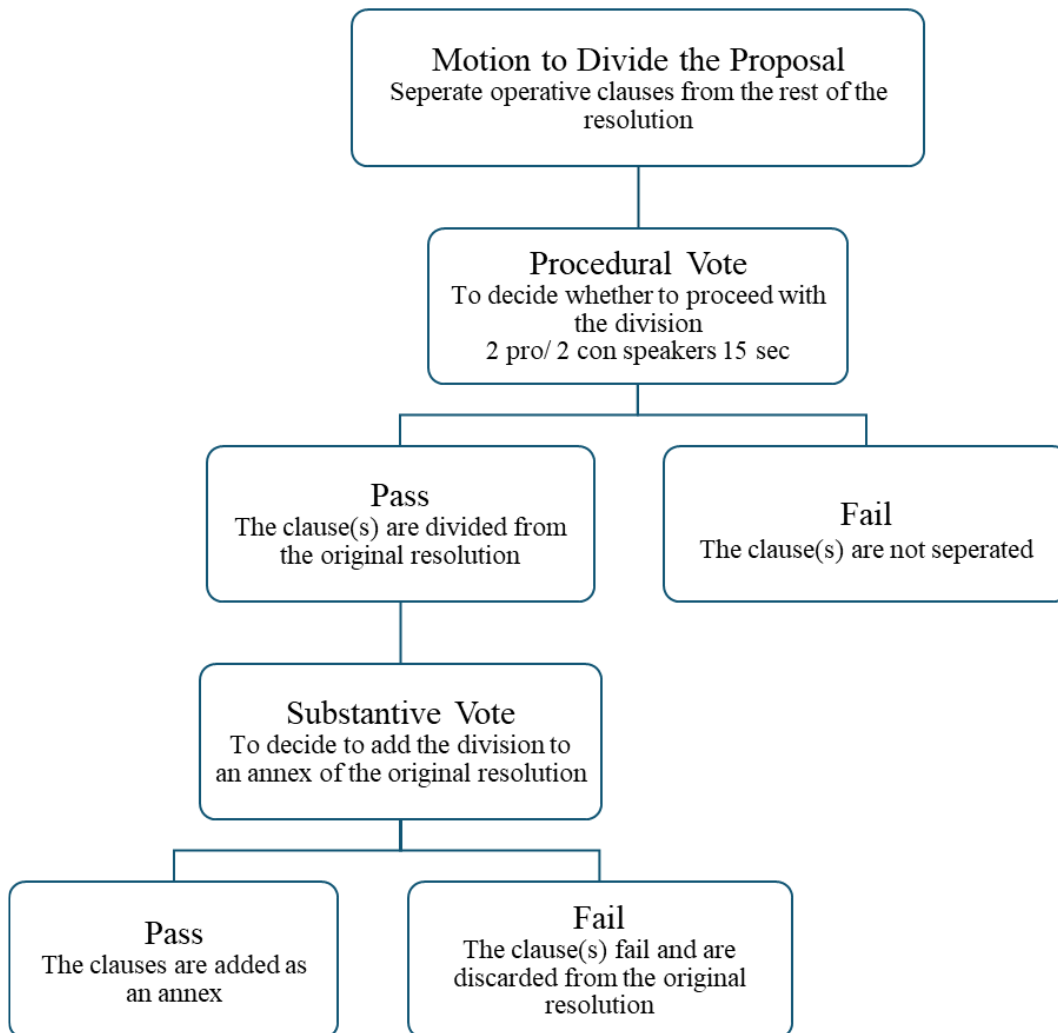 Motion to Divide the Proposal
Seperate operative clauses from the rest of the
resolution
Procedural Vote
To decide whether to proceed with
the division
2 pro/ 2 con speakers 15 sec
Pass
The clause(s) are divided from
the original resolution
Fail
The clause(s) are not seperated
Substantive Vote
To decide to add the division to
an annex of the original resolution
Pass
The clauses are added as
an annex
Fail
The clause(s) fail and are
discarded from the original
resolution